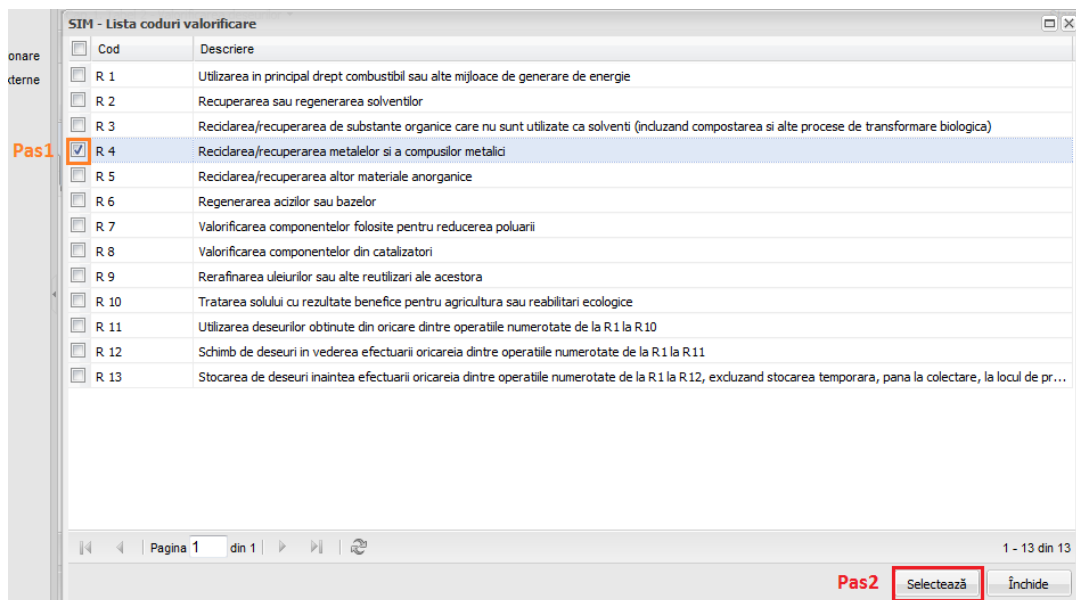 SIM - Lista coduri valorificare
Cod Descriere
onare
xterne
R 1 Utilizarea in principal drept combustibil sau alte mijloace de generare de energie
R 2 Recuperarea sau regenerarea solventilor
R 3 Reciclarea/recuperarea de substante organice care nu sunt utilizate ca solventi (incluzand compostarea si alte procese de transformare biologica)
Pas1 R 4 Reciclarea/recuperarea metalelor si a compusilor metalici
R 5 Reciclarea/recuperarea altor materiale anorganice
R 6 Regenerarea acizilor sau bazelor
R 7 Valorificarea componentelor folosite pentru reducerea poluarii
R 8 Valorificarea componentelor din catalizatori
R 9 Rerafinarea uleiurilor sau alte reutilizari ale acestora
R 10 Tratarea solului cu rezultate benefice pentru agricultura sau reabilitari ecologice
R 11 Utilizarea deseurilor obtinute din oricare dintre operatiile numerotate de la R1 la R10
R 12 Schimb de deseuri in vederea efectuarii oricareia dintre operatiile numerotate de la R1 la R11
R 13 Stocarea de deseuri inaintea efectuarii oricareia dintre operatiile numerotate de la R1 la R12, excluzand stocarea temporara, pana la colectare, la locul de pr...
Pagina 1 din 1 1 - 13 din 13
Pas2 Selectează Închide